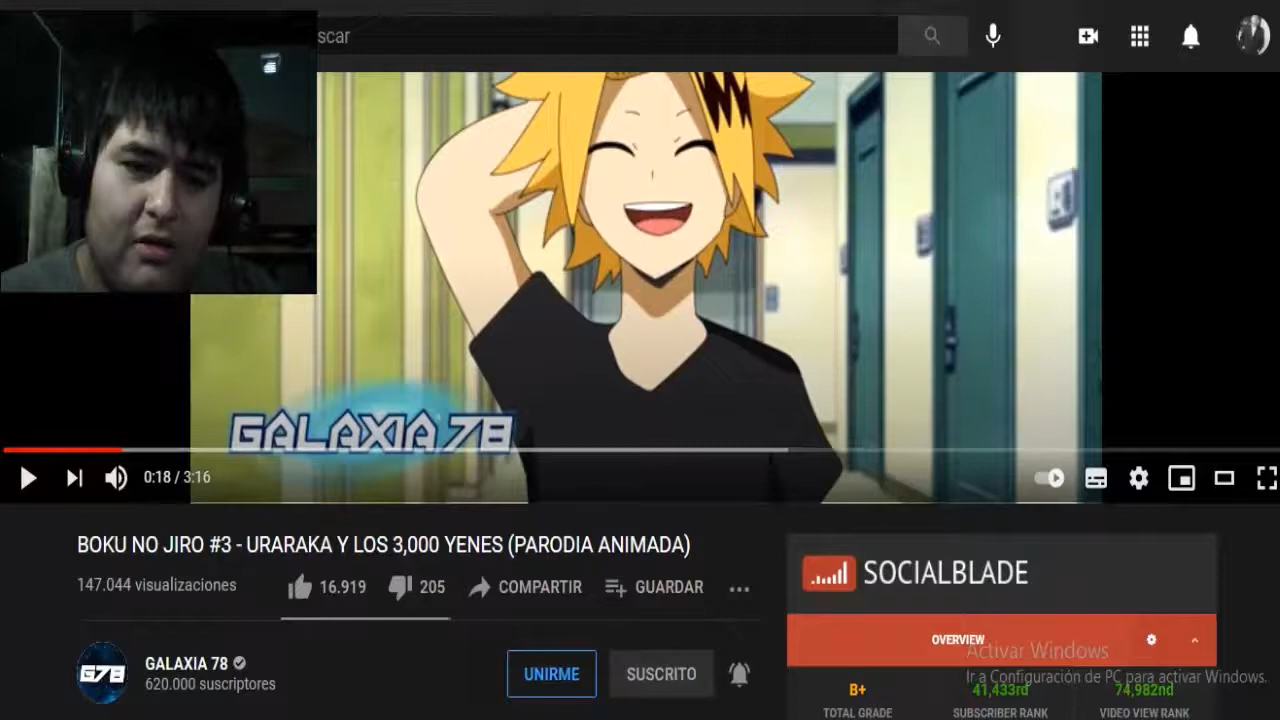 scar
GALAXIA 78
0:18 / 3:16
BOKU NO JIRO #3 - URARAKA Y LOS 3,000 YENES (PARODIA ANIMADA)
147.044 visualizaciones
16.919
205
COMPARTIR
GUARDAR
SOCIALBLADE
OVERVIEW
Activar Windows
Ir a Configuración de PC para activar Windows.
G78
GALAXIA 78
620.000 suscriptores
UNIRME
SUSCRITO
B+
41,433rd
74,982nd
TOTAL GRADE
SUBSCRIBER RANK
VIDEO VIEW RANK